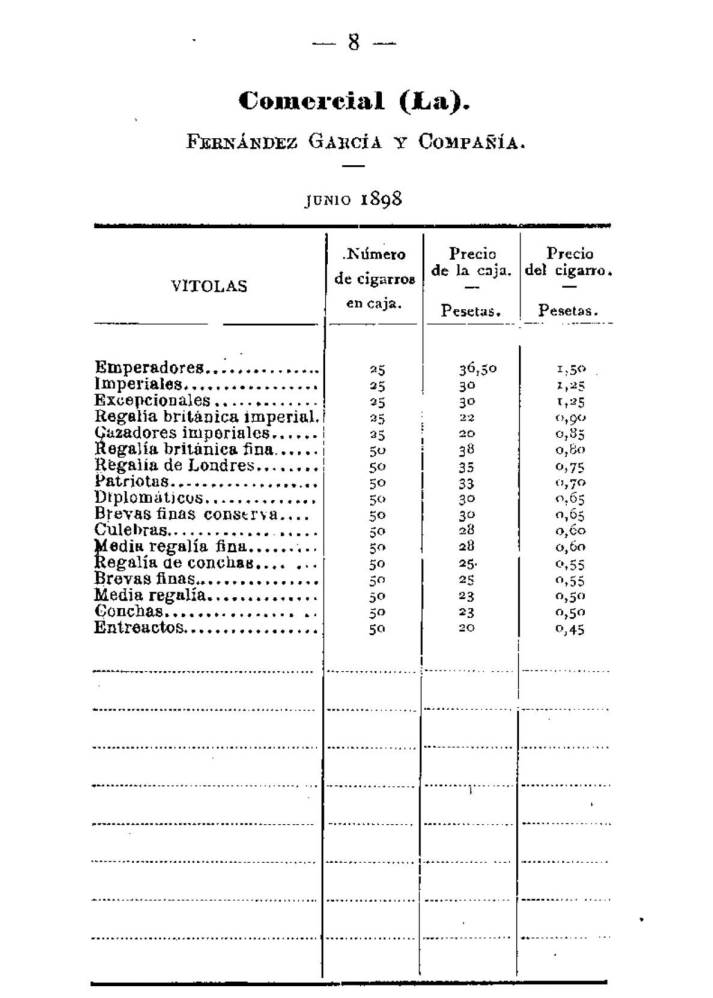 — 8 —
Comercial (La).
FERNÁNDEZ GARCÍA Y COMPAÑÍA.
JUNIO 1898
VITOLAS
Número
de cigarros
en caja.
Precio
de la caja.
—
Pesetas.
Precio
del cigarro.
—
Pesetas.
Emperadores............... 25 36,50 1,50
Imperiales................. 25 30 1,25
Excepcionales ............. 25 30 1,25
Regalía británica imperial. 25 22 0,90
Cazadores imperiales...... 25 20 0,85
Regalía británica fina...... 50 38 0,80
Regalía de Londres........ 50 35 0,75
Patriotas................... 50 33 0,70
Diplomáticos.............. 50 30 0,65
Brevas finas conserva.... 50 30 0,65
Culebras................... 50 28 0,60
Media regalía fina......... 50 28 0,60
Regalía de conchas.... ... 50 25 0,55
Brevas finas................ 50 25 0,55
Media regalía.............. 50 23 0,50
Conchas................ .. 50 23 0,50
Entreactos................. 50 20 0,45